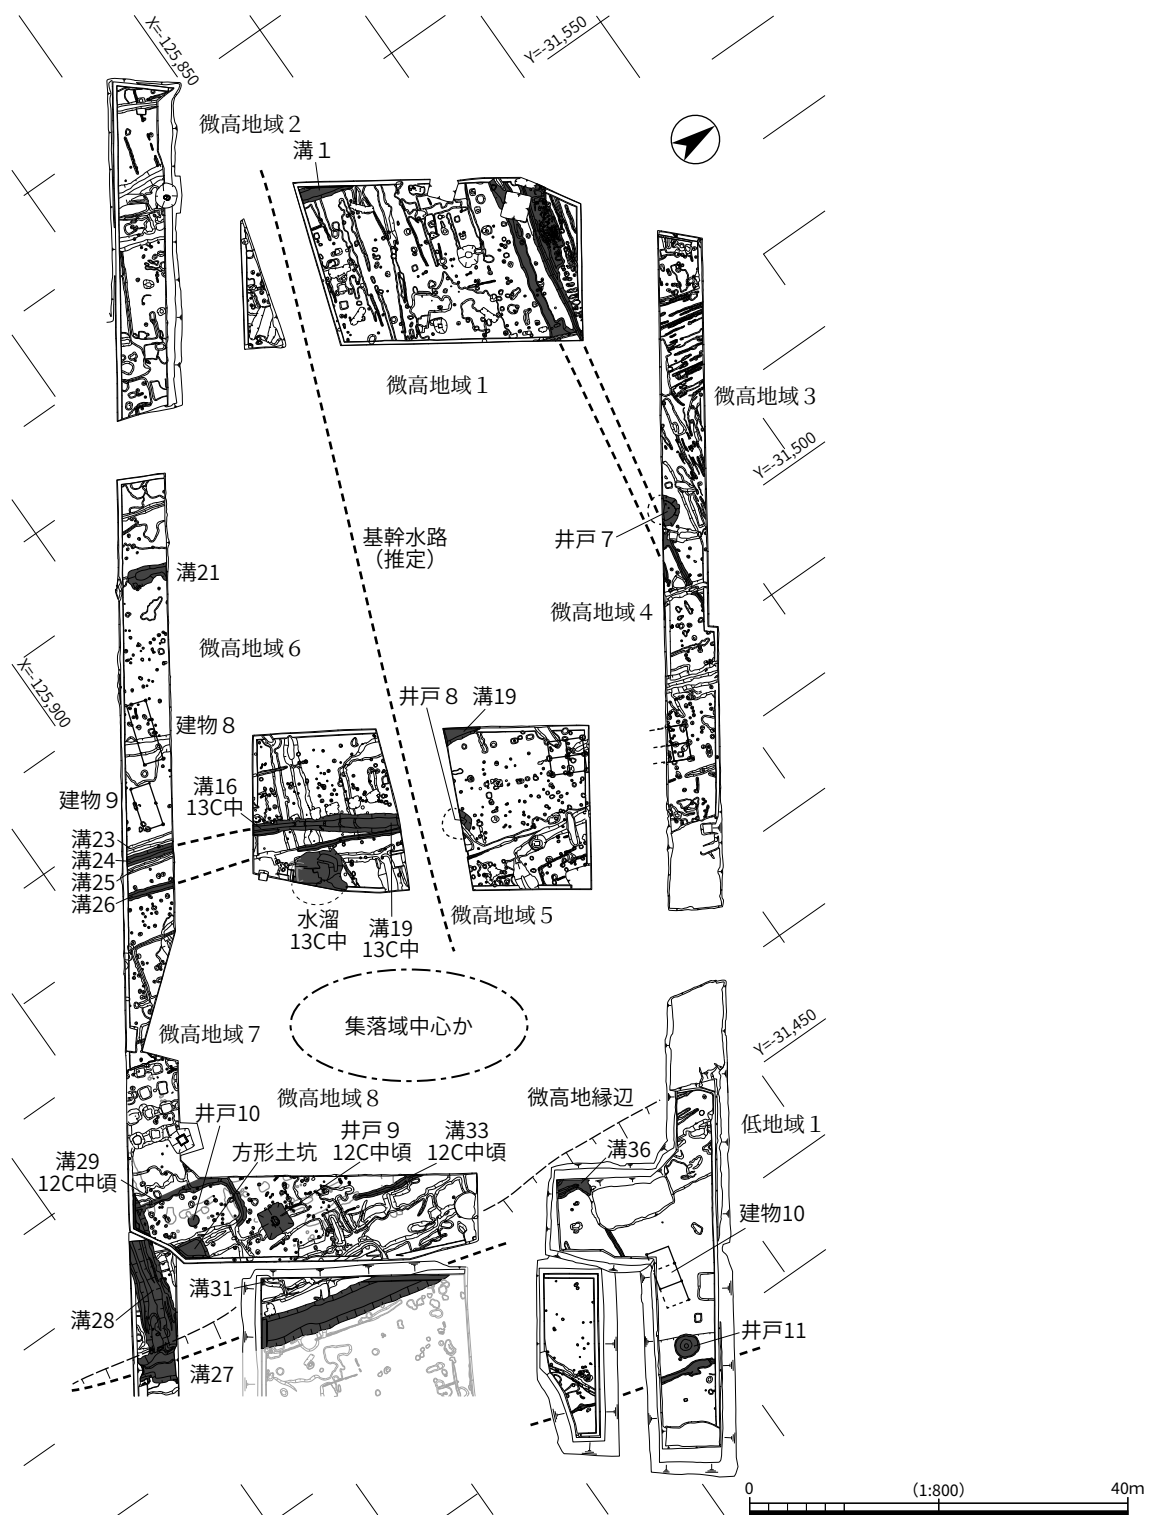 X=-125,850
Y=-31,550
微高地域２
溝１
微高地域１
微高地域３
Y=-31,500
基幹水路
（推定）
井戸７
溝21
微高地域４
微高地域６
X=-125,900
井戸８
溝19
建物８
溝16
13C中
建物９
溝23
溝24
溝25
溝26
水溜
13C中
溝19
13C中
微高地域５
集落域中心か
微高地域７
Y=-31,450
微高地域８
微高地縁辺
低地域１
井戸10
方形土坑
井戸９
12C中頃
溝33
12C中頃
溝29
12C中頃
溝36
建物10
溝31
溝28
井戸11
溝27
0
（1:800）
40m